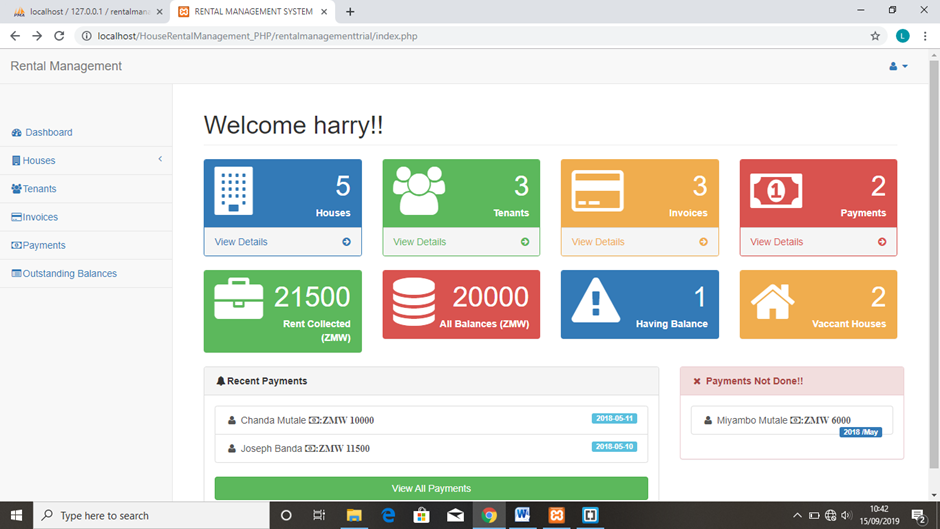 localhost / 127.0.0.1 / rentalman
RENTAL MANAGEMENT SYSTEM
localhost/HouseRentalManagement_PHP/rentalmanagementtrial/index.php
L
Rental Management
Dashboard
Houses
Tenants
Invoices
Payments
Outstanding Balances
Welcome harry!!
5
Houses
View Details
3
Tenants
View Details
3
Invoices
View Details
2
Payments
View Details
21500
Rent Collected
(ZMW)
20000
All Balances (ZMW)
1
Having Balance
2
Vaccant Houses
Recent Payments
Chanda Mutale :ZMW 10000 2018-05-11
Joseph Banda :ZMW 11500 2018-05-10
View All Payments
Payments Not Done!!
Miyambo Mutale :ZMW 6000
2018 /May
Type here to search
10:42
15/09/2019
2